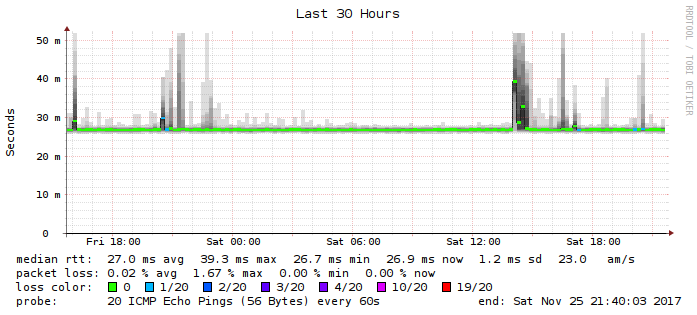 Last 30 Hours
RRDTOOL / TOBI OETIKER
Seconds
50 m
40 m
30 m
20 m
10 m
0
Fri 18:00 Sat 00:00 Sat 06:00 Sat 12:00 Sat 18:00
median rtt: 27.0 ms avg 39.3 ms max 26.7 ms min 26.9 ms now 1.2 ms sd 23.0 am/s
packet loss: 0.02 % avg 1.67 % max 0.00 % min 0.00 % now
loss color: 0 1/20 2/20 3/20 4/20 10/20 19/20
probe: 20 ICMP Echo Pings (56 Bytes) every 60s end: Sat Nov 25 21:40:03 2017